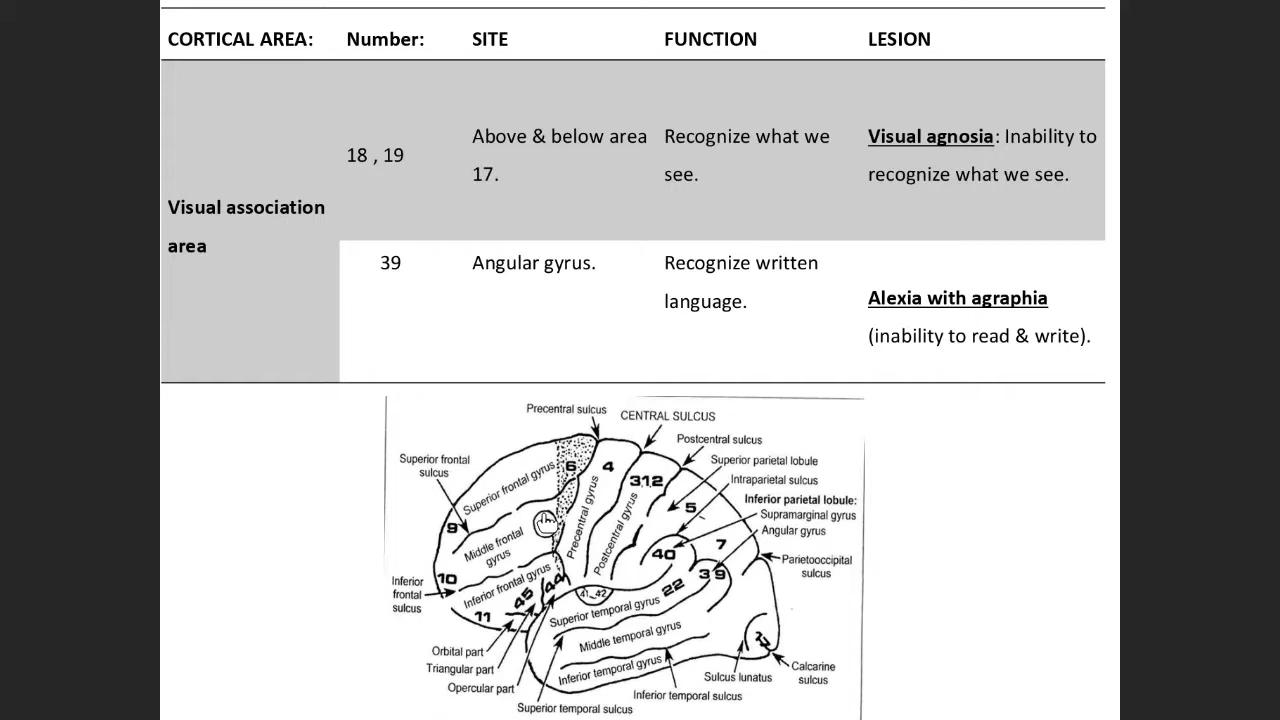 CORTICAL AREA: Number: SITE FUNCTION LESION
Visual association area
18 , 19
Above & below area
17.
Recognize what we
see.
Visual agnosia: Inability to
recognize what we see.
39
Angular gyrus.
Recognize written
language.
Alexia with agraphia
(inability to read & write).
Precentral sulcus
CENTRAL SULCUS
Postcentral sulcus
Superior parietal lobule
Intraparietal sulcus
Inferior parietal lobule:
Supramarginal gyrus
Angular gyrus
Parietooccipital
sulcus
Superior frontal
sulcus
Superior frontal gyrus
6
4
312
5
7
9
Middle frontal
gyrus
Precentral gyrus
Postcentral gyrus
40
39
10
Inferior
frontal
sulcus
Inferior frontal gyrus
45
44
11
41 42
22
Superior temporal gyrus
Middle temporal gyrus
Inferior temporal gyrus
17
Orbital part
Triangular part
Opercular part
Superior temporal sulcus
Inferior temporal sulcus
Sulcus lunatus
Calcarine
sulcus